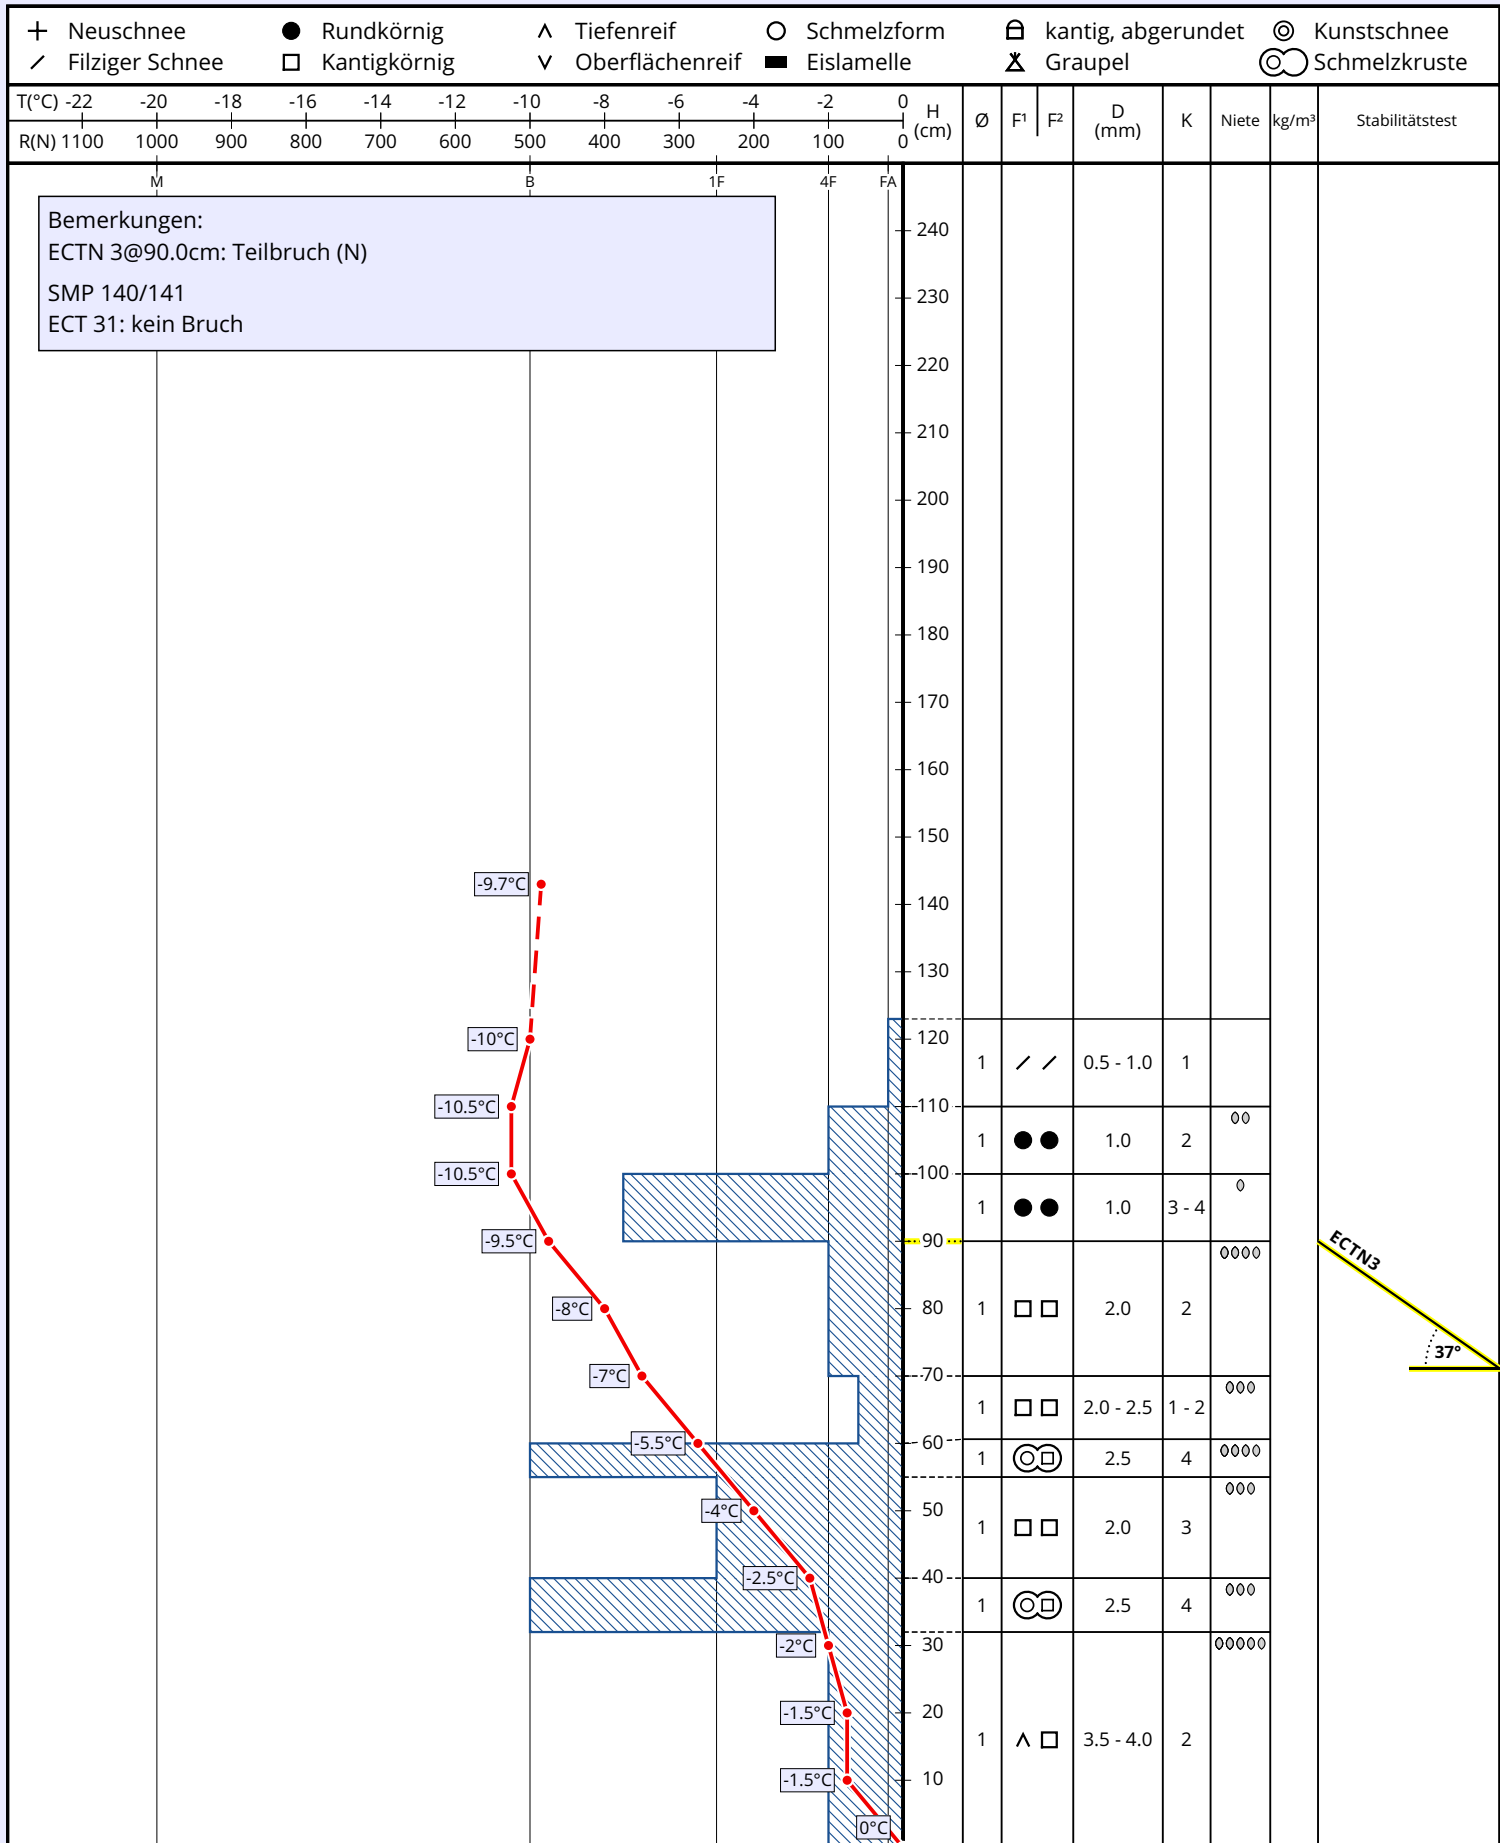 Neuschnee Rundkörnig Tiefenreif Schmelzform kantig, abgerundet Kunstschnee
Filziger Schnee Kantigkörnig Oberflächenreif Eislamelle Graupel Schmelzkruste
T(°C) -22 -20 -18 -16 -14 -12 -10 -8 -6 -4 -2 0
R(N) 1100 1000 900 800 700 600 500 400 300 200 100 0
H (cm) Ø F¹ F² D (mm) K Niete kg/m³ Stabilitätstest
M B 1F 4F FA
Bemerkungen:
ECTN 3@90.0cm: Teilbruch (N)
SMP 140/141
ECT 31: kein Bruch
240
230
220
210
200
190
180
170
160
150
-9.7°C
140
130
-10°C 120
1 0.5 - 1.0 1
-10.5°C 110
1 1.0 2
-10.5°C 100
1 1.0 3 - 4
-9.5°C 90
ECTN3
-8°C 80 1 2.0 2
37°
-7°C 70
1 2.0 - 2.5 1 - 2
-5.5°C 60
1 2.5 4
-4°C 50
1 2.0 3
-2.5°C 40
1 2.5 4
-2°C 30
-1.5°C 20
1 3.5 - 4.0 2
-1.5°C 10
0°C